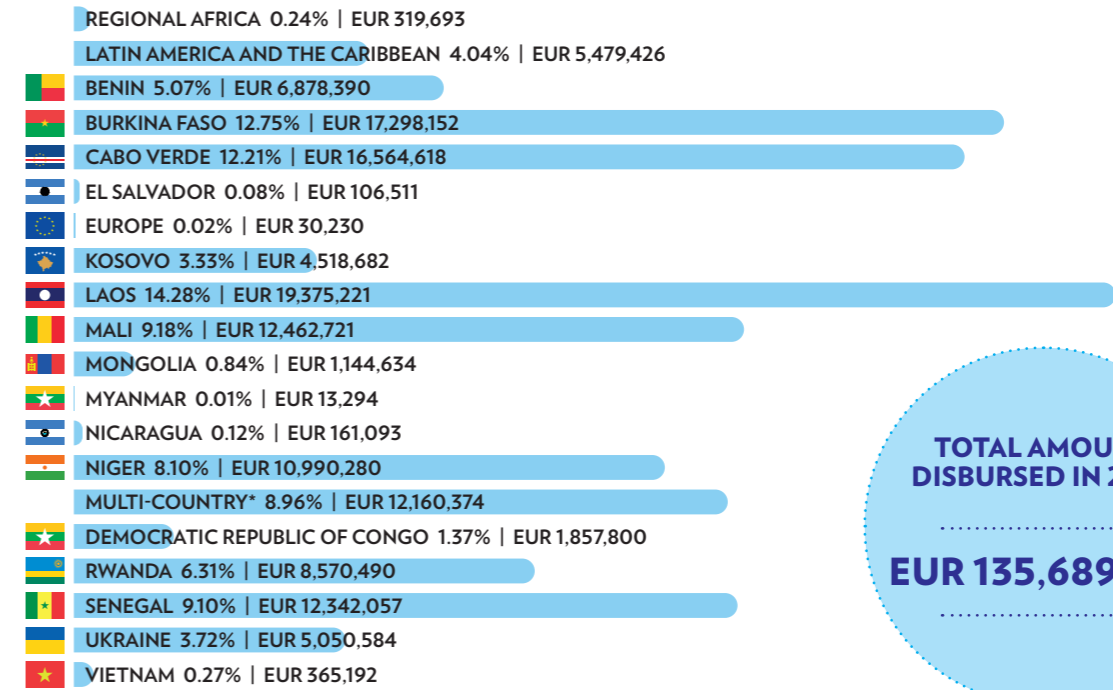 REGIONAL AFRICA 0.24% | EUR 319,693
LATIN AMERICA AND THE CARIBBEAN 4.04% | EUR 5,479,426
BENIN 5.07% | EUR 6,878,390
BURKINA FASO 12.75% | EUR 17,298,152
CABO VERDE 12.21% | EUR 16,564,618
EL SALVADOR 0.08% | EUR 106,511
EUROPE 0.02% | EUR 30,230
KOSOVO 3.33% | EUR 4,518,682
LAOS 14.28% | EUR 19,375,221
MALI 9.18% | EUR 12,462,721
MONGOLIA 0.84% | EUR 1,144,634
MYANMAR 0.01% | EUR 13,294
NICARAGUA 0.12% | EUR 161,093
NIGER 8.10% | EUR 10,990,280
MULTI-COUNTRY* 8.96% | EUR 12,160,374
DEMOCRATIC REPUBLIC OF CONGO 1.37% | EUR 1,857,800
RWANDA 6.31% | EUR 8,570,490
SENEGAL 9.10% | EUR 12,342,057
UKRAINE 3.72% | EUR 5,050,584
VIETNAM 0.27% | EUR 365,192
TOTAL
DISBURSED IN
EUR 135,689